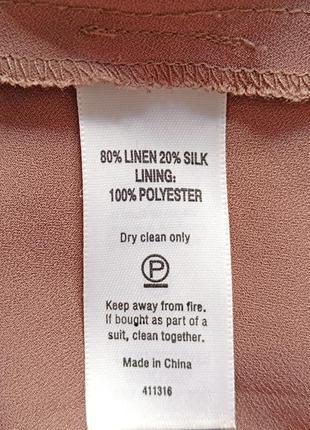 80% LINEN 20% SILK
LINING:
100% POLYESTER
Dry clean only
P
Keep away from fire.
If bought as part of a
suit, clean together.
Made in China
411316